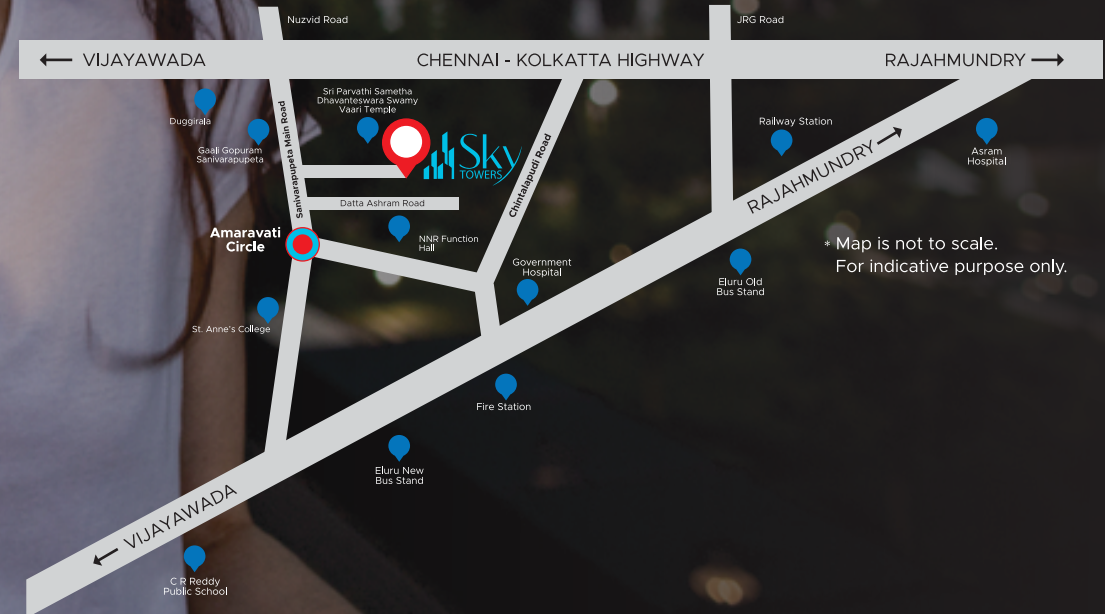 Nuzvid Road
JRG Road
VIJAYAWADA
CHENNAI - KOLKATTA HIGHWAY
RAJAHMUNDRY
Duggirala
Gaali Gopuram
Sanivarapupeta
Sanivarapupeta Main Road
Sri Parvathi Sametha
Dhavanteswara Swamy
Vaari Temple
Sky
TOWERS
Chintalapudi Road
Railway Station
RAJAHMUNDRY
Asram
Hospital
Datta Ashram Road
Amaravati
Circle
NNR Function
Hall
Government
Hospital
Eluru Old
Bus Stand
* Map is not to scale.
For indicative purpose only.
St. Anne's College
Fire Station
Eluru New
Bus Stand
VIJAYAWADA
C R Reddy
Public School